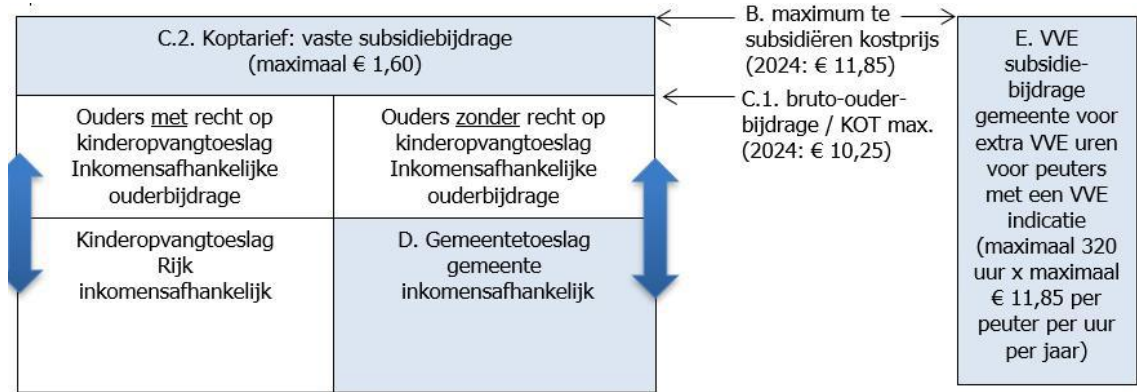 C.2. Koptarief: vaste subsidiebijdrage
(maximaal € 1,60)
Ouders met recht op
kinderopvangtoeslag
Inkomensafhankelijke
ouderbijdrage
Ouders zonder recht op
kinderopvangtoeslag
Inkomensafhankelijke
ouderbijdrage
Kinderopvangtoeslag
Rijk
inkomensafhankelijk
D. Gemeentetoeslag
gemeente
inkomensafhankelijk
B. maximum te
subsidiëren kostprijs
(2024: € 11,85)
C.1. bruto-ouder-
bijdrage / KOT max.
(2024: € 10,25)
E. VVE
subsidie-
bijdrage
gemeente voor
extra VVE uren
voor peuters
met een VVE
indicatie
(maximaal 320
uur x maximaal
€ 11,85 per
peuter per uur
per jaar)